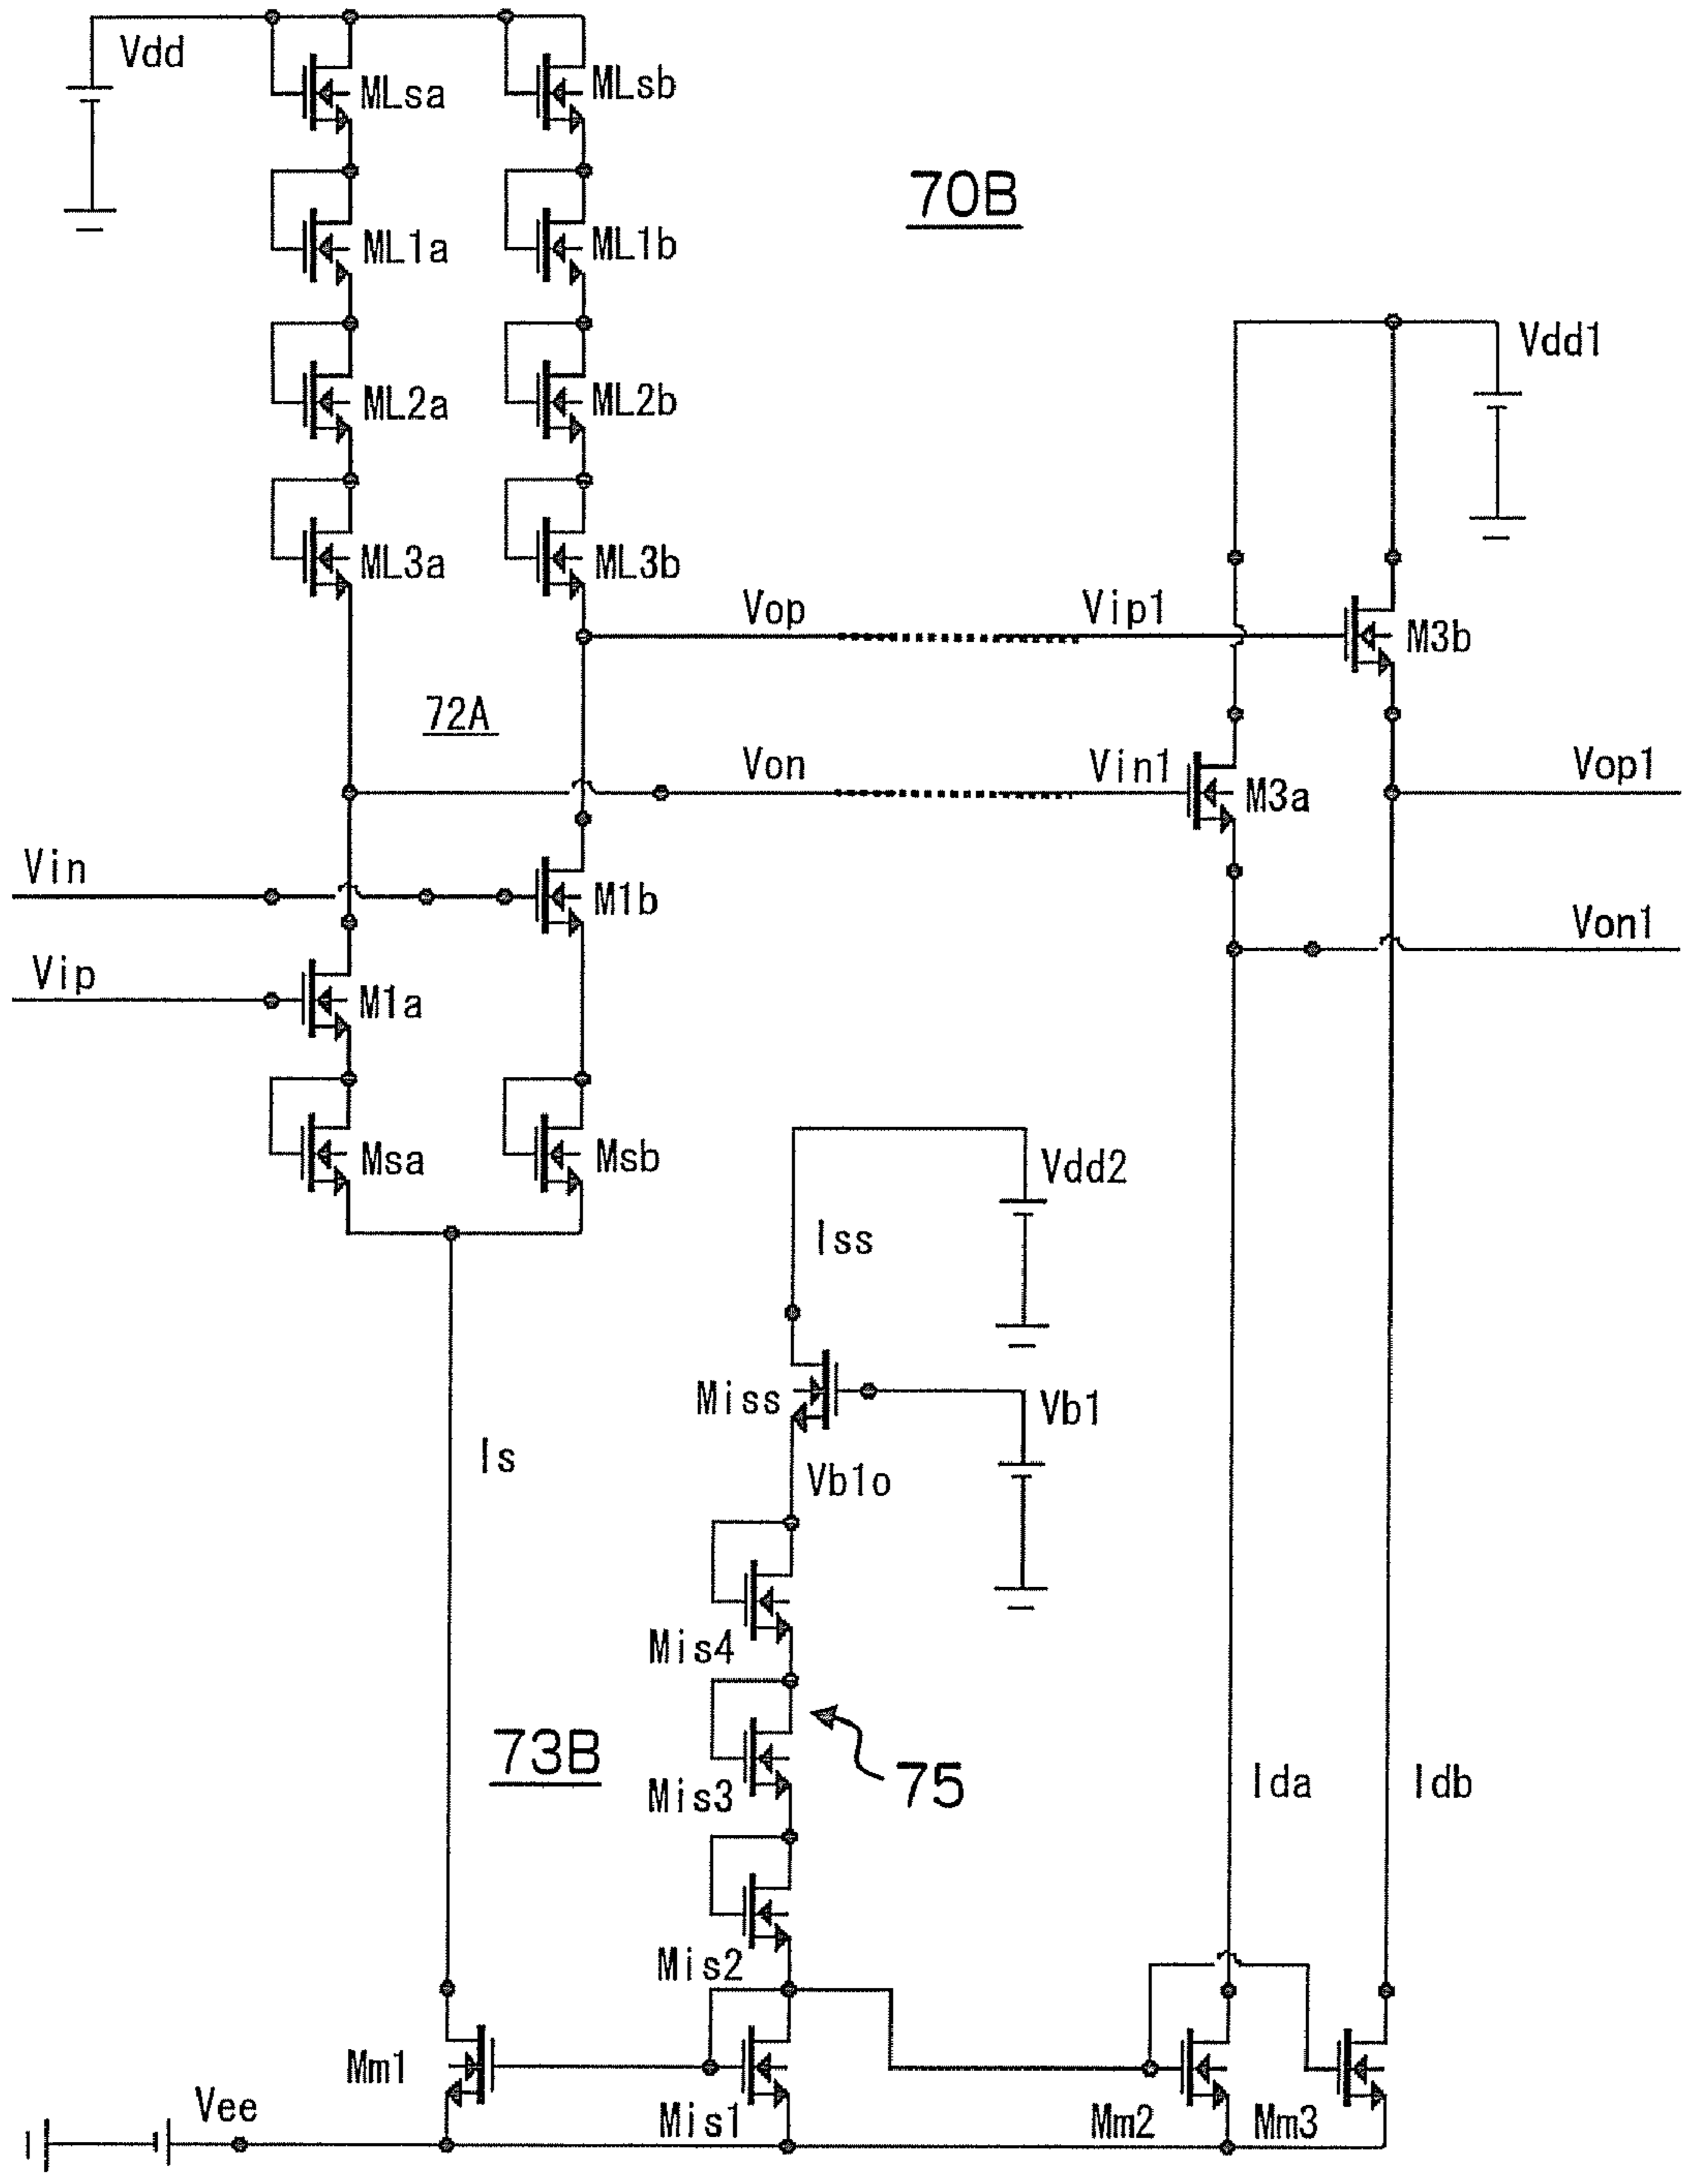 Vdd
MLsa
MLsb
70B
ML1a
ML1b
Vdd1
ML2a
ML2b
ML3a
ML3b
Vop
Vip1
M3b
72A
Von
Vin1
M3a
Vop1
Vin
M1b
Von1
Vip
M1a
Msa
Msb
Vdd2
Iss
Miss
Vb1
Is
Vb1o
Mis4
73B
75
Mis3
Ida
Idb
Mis2
Mm1
Vee
Mis1
Mm2
Mm3